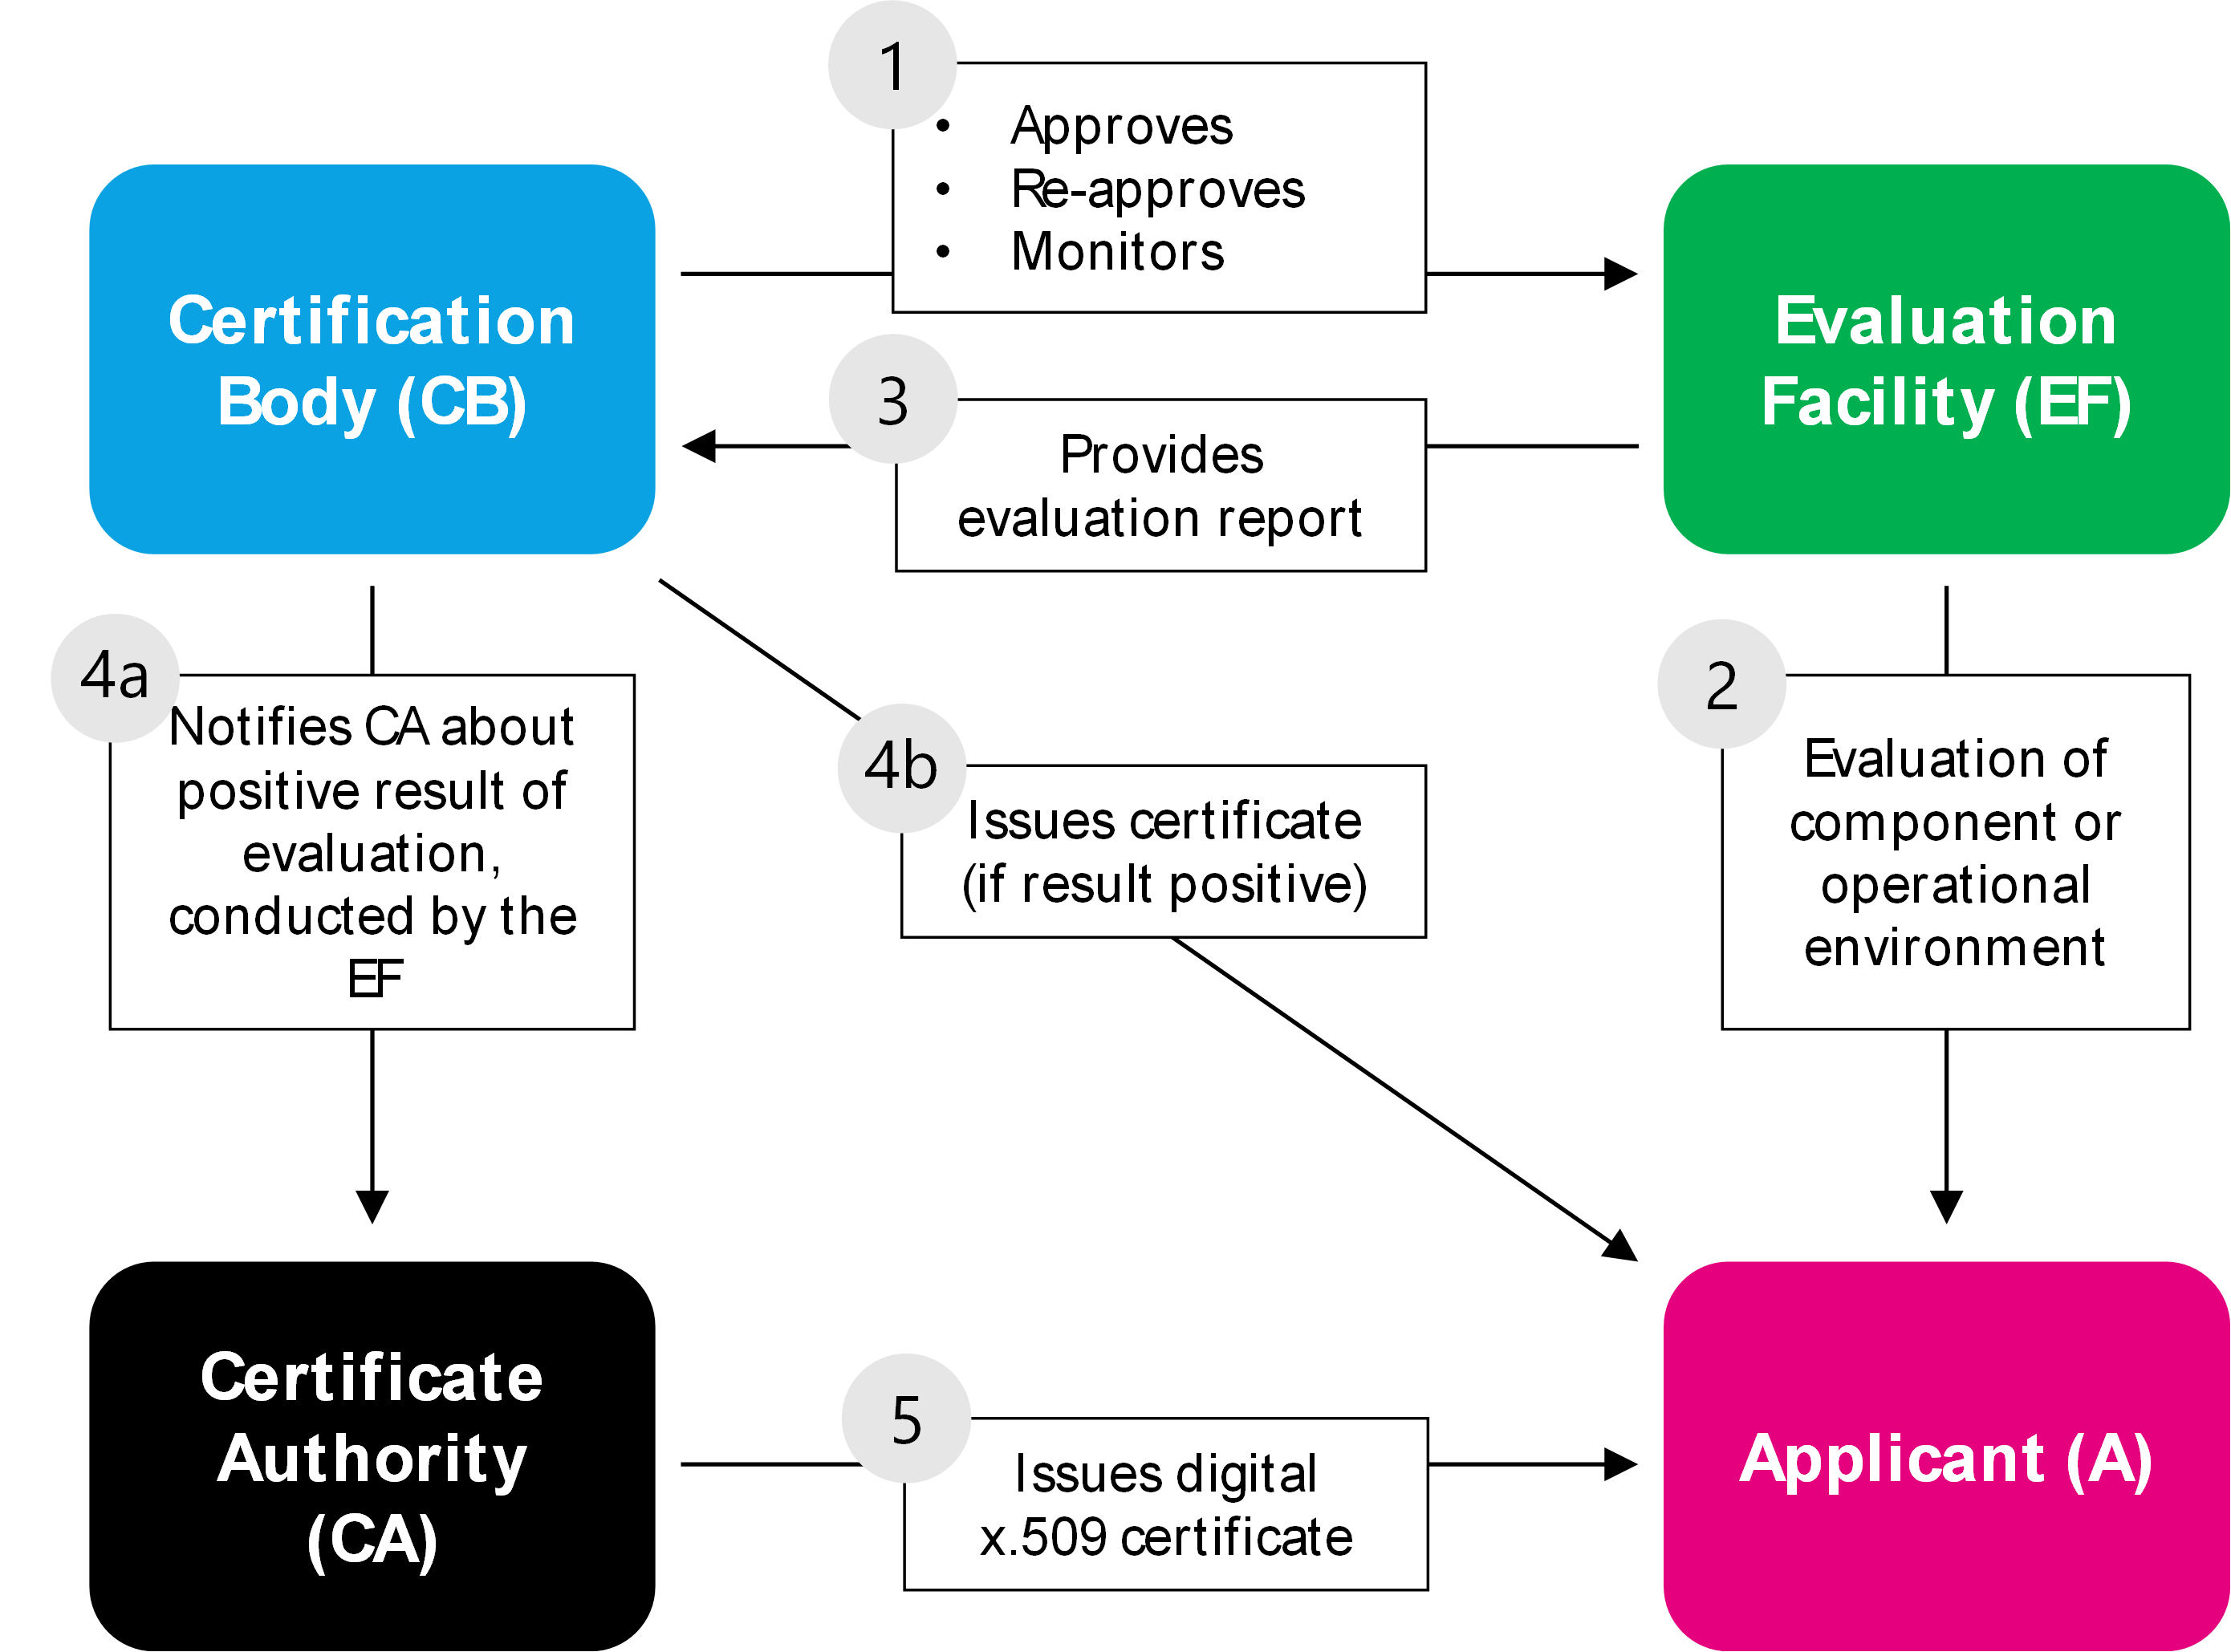 1
• Approves
• Re-approves
• Monitors
Certification
Body (CB)
Evaluation
Facility (EF)
3
Provides
evaluation report
4a
Notifies CA about
positive result of
evaluation,
conducted by the
EF
4b
Issues certificate
(if result positive)
2
Evaluation of
component or
operational
environment
Certificate
Authority
(CA)
5
Issues digital
x.509 certificate
Applicant (A)